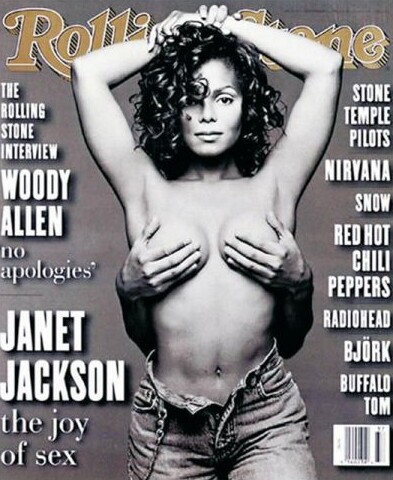 Rolling Stone
THE
ROLLING
STONE
INTERVIEW
WOODY
ALLEN
no
apologies'
JANET
JACKSON
the joy
of sex
STONE
TEMPLE
PILOTS
NIRVANA
SNOW
RED HOT
CHILI
PEPPERS
RADIOHEAD
BJÖRK
BUFFALO
TOM